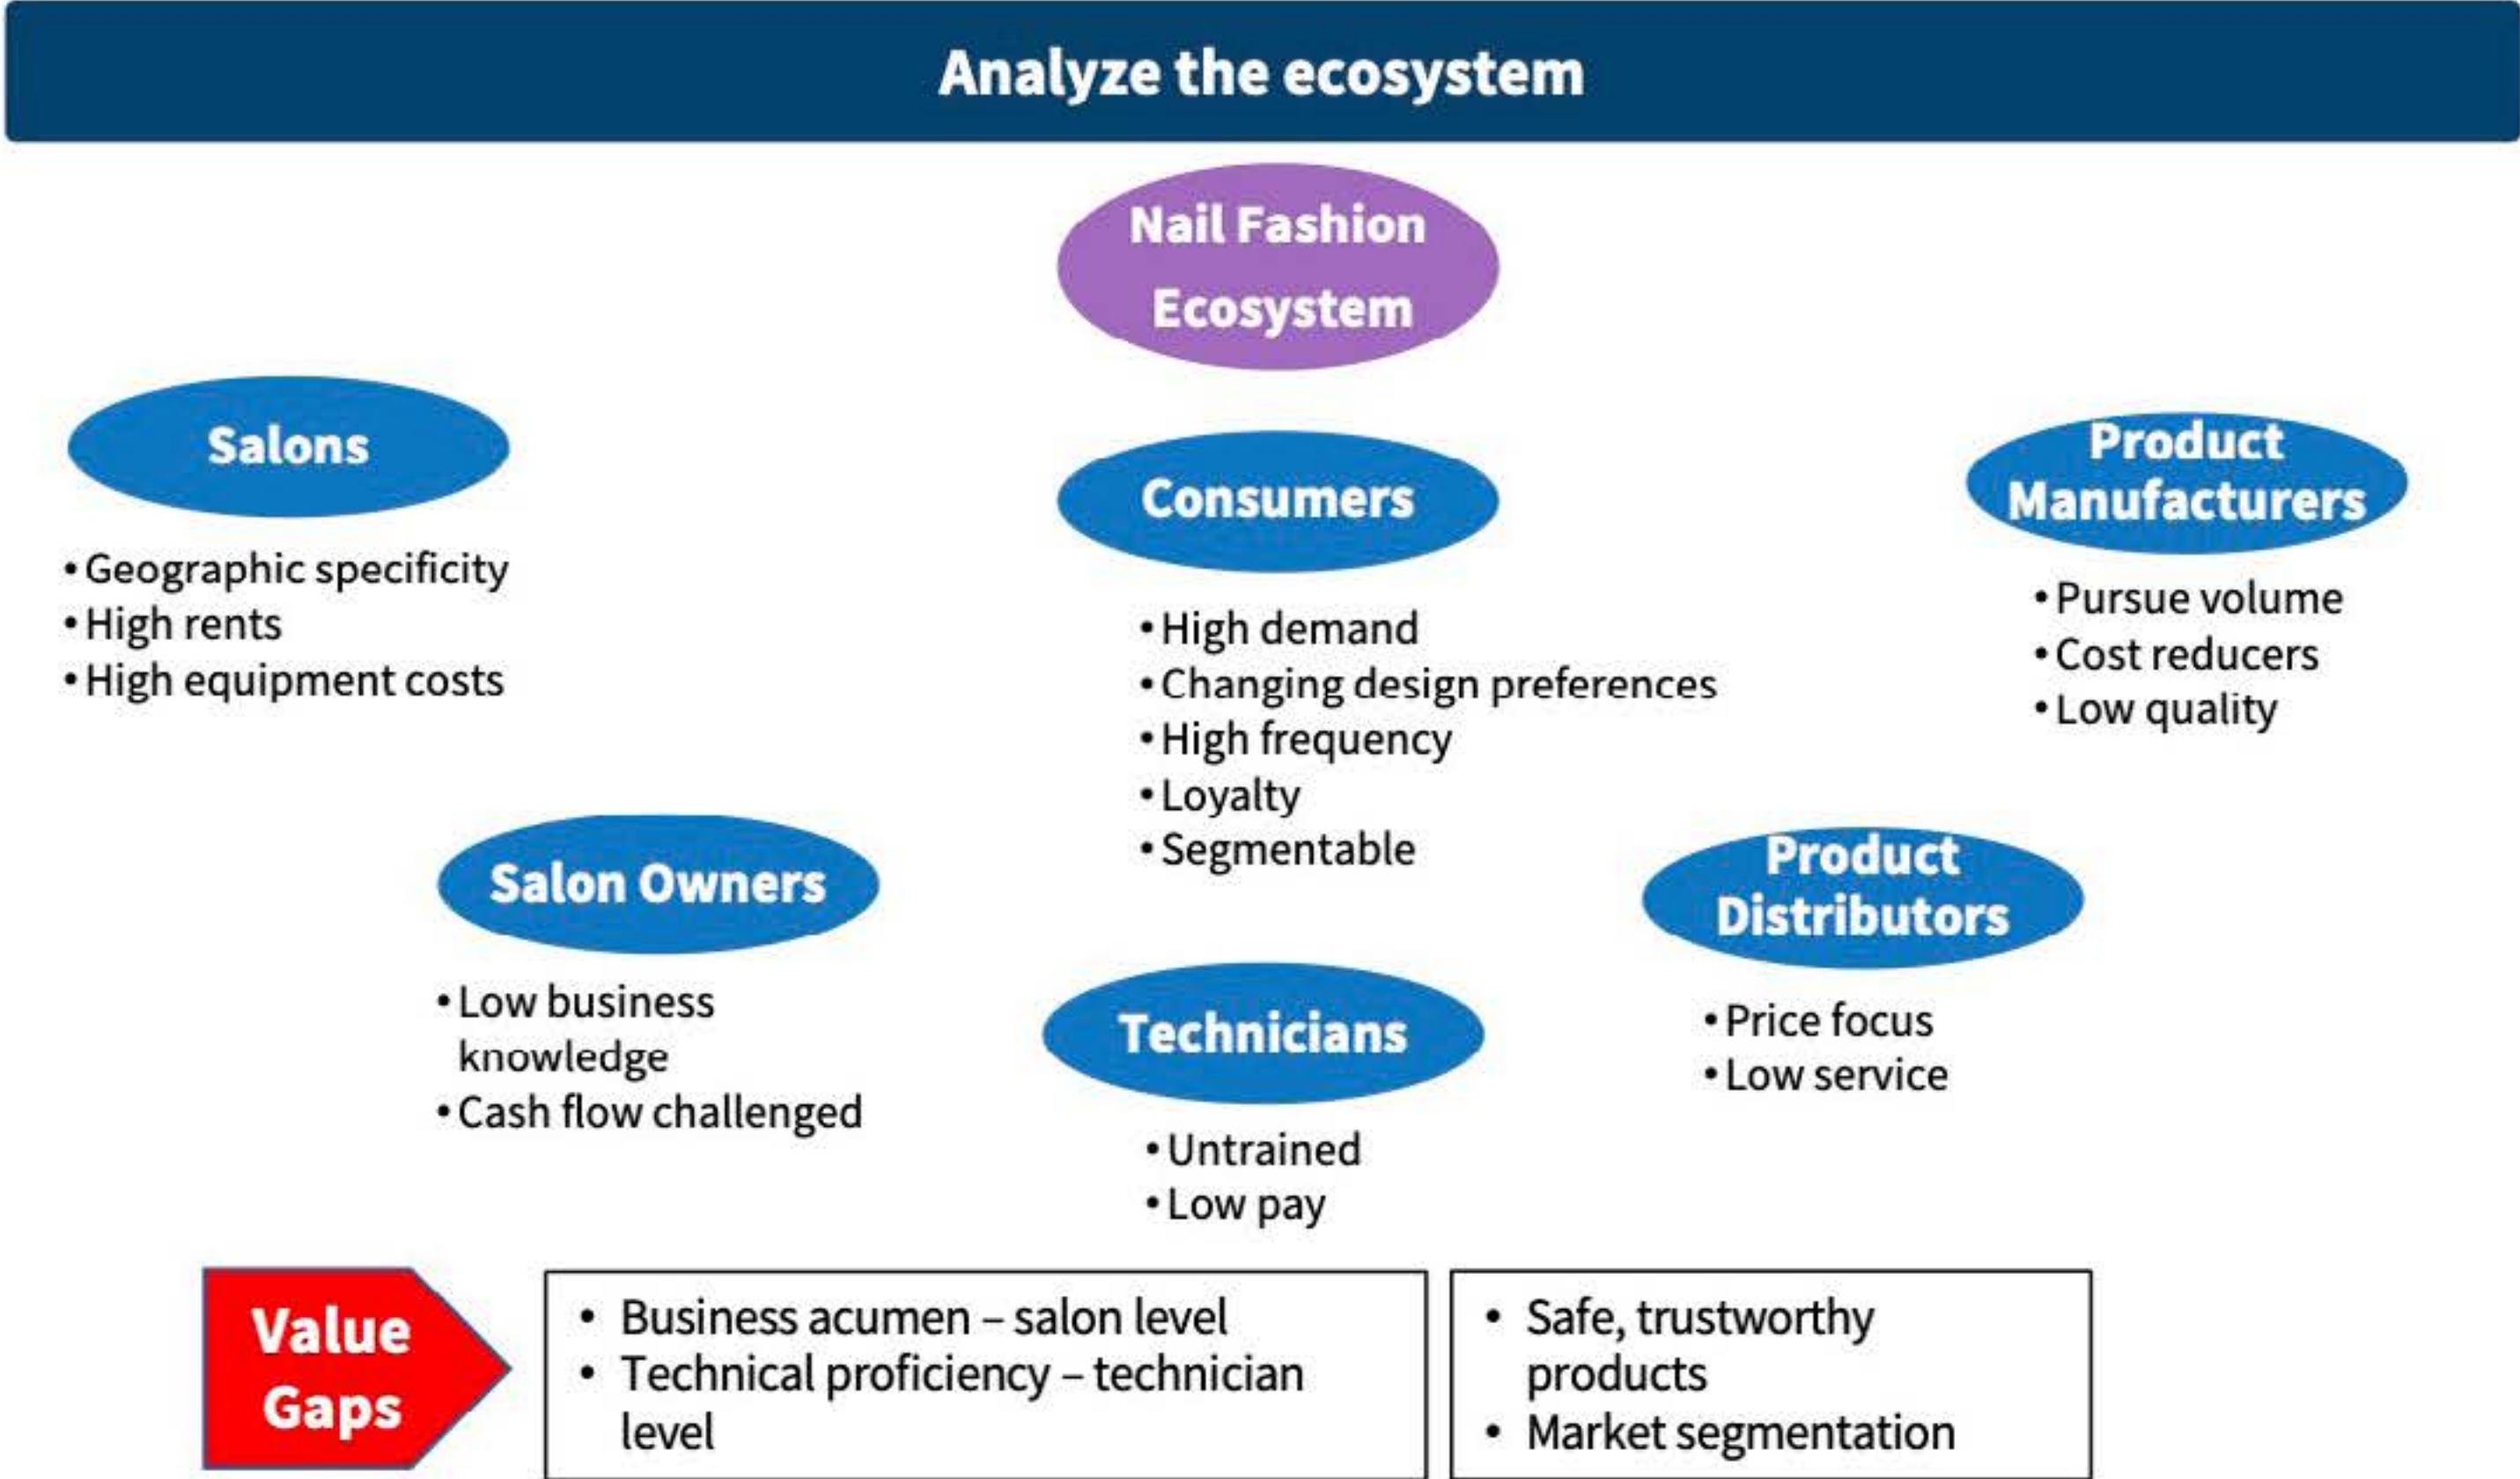 Analyze the ecosystem
Nail Fashion
Ecosystem
Salons
• Geographic specificity
• High rents
• High equipment costs
Consumers
• High demand
• Changing design preferences
• High frequency
• Loyalty
• Segmentable
Product
Manufacturers
• Pursue volume
• Cost reducers
• Low quality
Salon Owners
• Low business
knowledge
• Cash flow challenged
Technicians
• Untrained
• Low pay
Product
Distributors
• Price focus
• Low service
Value
Gaps
• Business acumen – salon level
• Technical proficiency – technician
level
• Safe, trustworthy
products
• Market segmentation